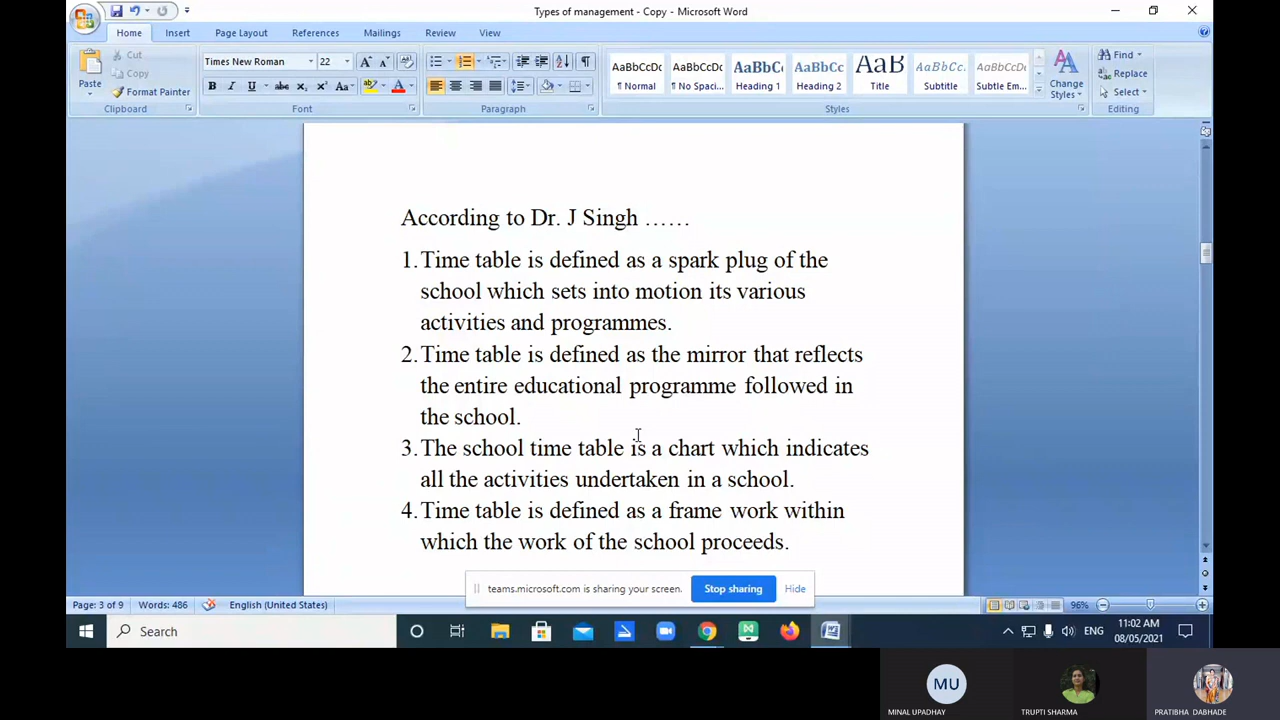 Types of management - Copy - Microsoft Word
Home Insert Page Layout References Mailings Review View
Paste
Cut
Copy
Format Painter
Clipboard
Times New Roman 22
B I U abc x₂ x² Aa A
Font
Paragraph
AaBbCcDc AaBbCcDc AaBbCc AaBbCc AaB AaBbCc. AaBbCcDc
¶ Normal ¶ No Spaci... Heading 1 Heading 2 Title Subtitle Subtle Em...
Change Styles
Styles
Find
Replace
Select
Editing
According to Dr. J Singh ......
1. Time table is defined as a spark plug of the
school which sets into motion its various
activities and programmes.
2. Time table is defined as the mirror that reflects
the entire educational programme followed in
the school.
3. The school time table is a chart which indicates
all the activities undertaken in a school.
4. Time table is defined as a frame work within
which the work of the school proceeds.
teams.microsoft.com is sharing your screen. Stop sharing Hide
Page: 3 of 9 Words: 486 English (United States) 96%
Search
ENG
11:02 AM
08/05/2021
MU
MINAL UPADHAY TRUPTI SHARMA PRATIBHA DABHADE